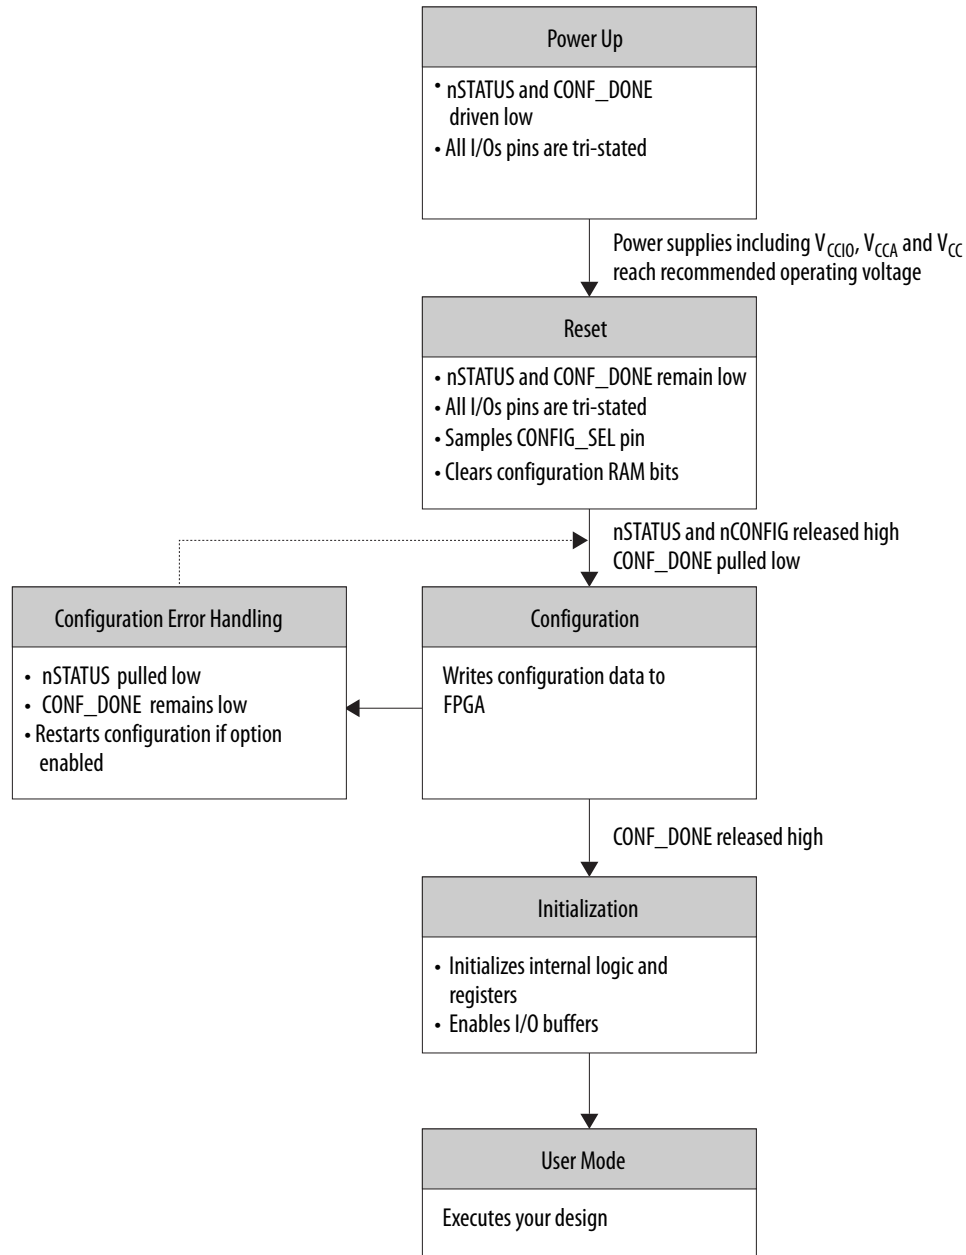 Power Up
• nSTATUS and CONF_DONE
driven low
• All I/Os pins are tri-stated
Power supplies including VCCIO, VCCA and VCC
reach recommended operating voltage
Reset
• nSTATUS and CONF_DONE remain low
• All I/Os pins are tri-stated
• Samples CONFIG_SEL pin
• Clears configuration RAM bits
nSTATUS and nCONFIG released high
CONF_DONE pulled low
Configuration Error Handling
• nSTATUS pulled low
• CONF_DONE remains low
• Restarts configuration if option
enabled
Configuration
Writes configuration data to
FPGA
CONF_DONE released high
Initialization
• Initializes internal logic and
registers
• Enables I/O buffers
User Mode
Executes your design